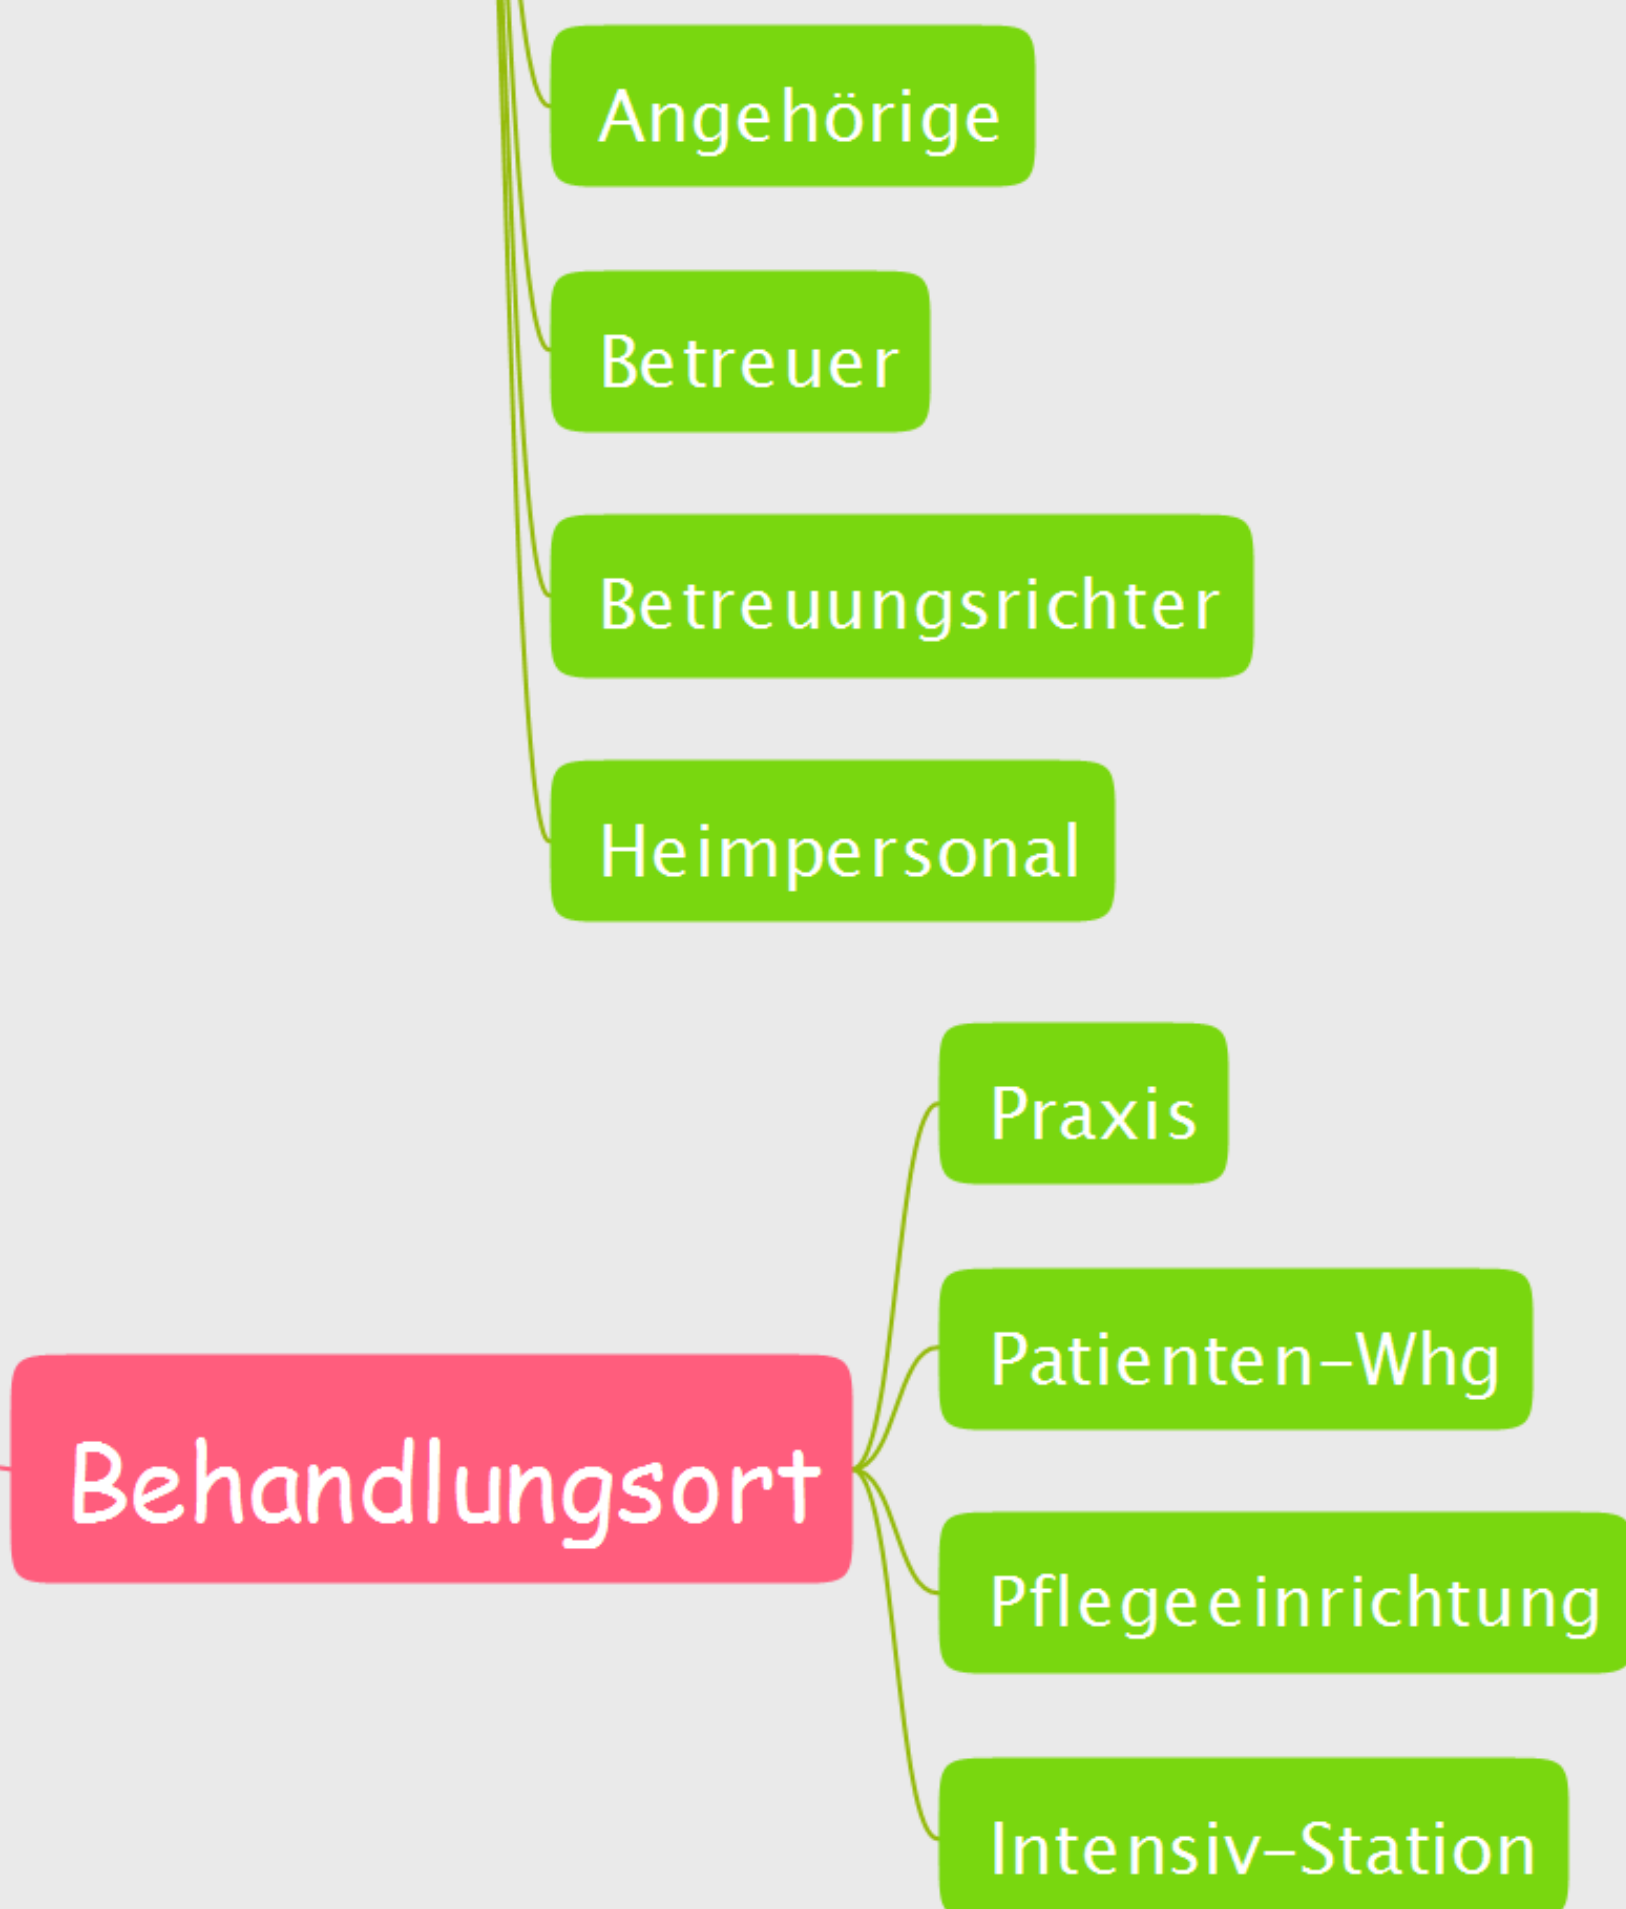 Angehörige
Betreuer
Betreuungsrichter
Heimpersonal
Praxis
Patienten-Whg
Behandlungsort
Pflegeeinrichtung
Intensiv-Station